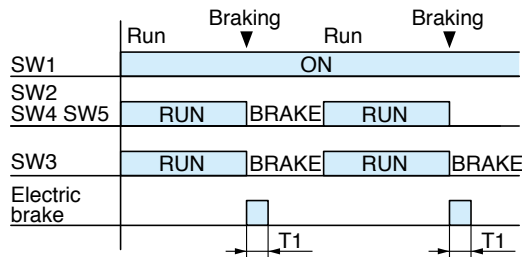 Run Braking Run Braking
SW1 ON
SW2
SW4 SW5 RUN BRAKE RUN
SW3 RUN BRAKE RUN BRAKE
Electric
brake
T1 T1